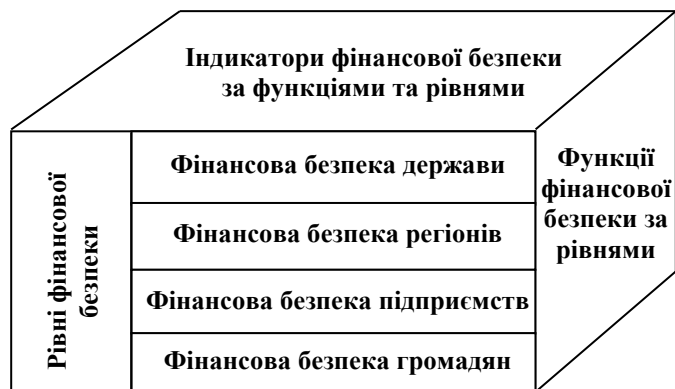 Індикатори фінансової безпеки
за функціями та рівнями
Рівні фінансової
безпеки
Фінансова безпека держави
Фінансова безпека регіонів
Фінансова безпека підприємств
Фінансова безпека громадян
Функції
фінансової
безпеки за
рівнями